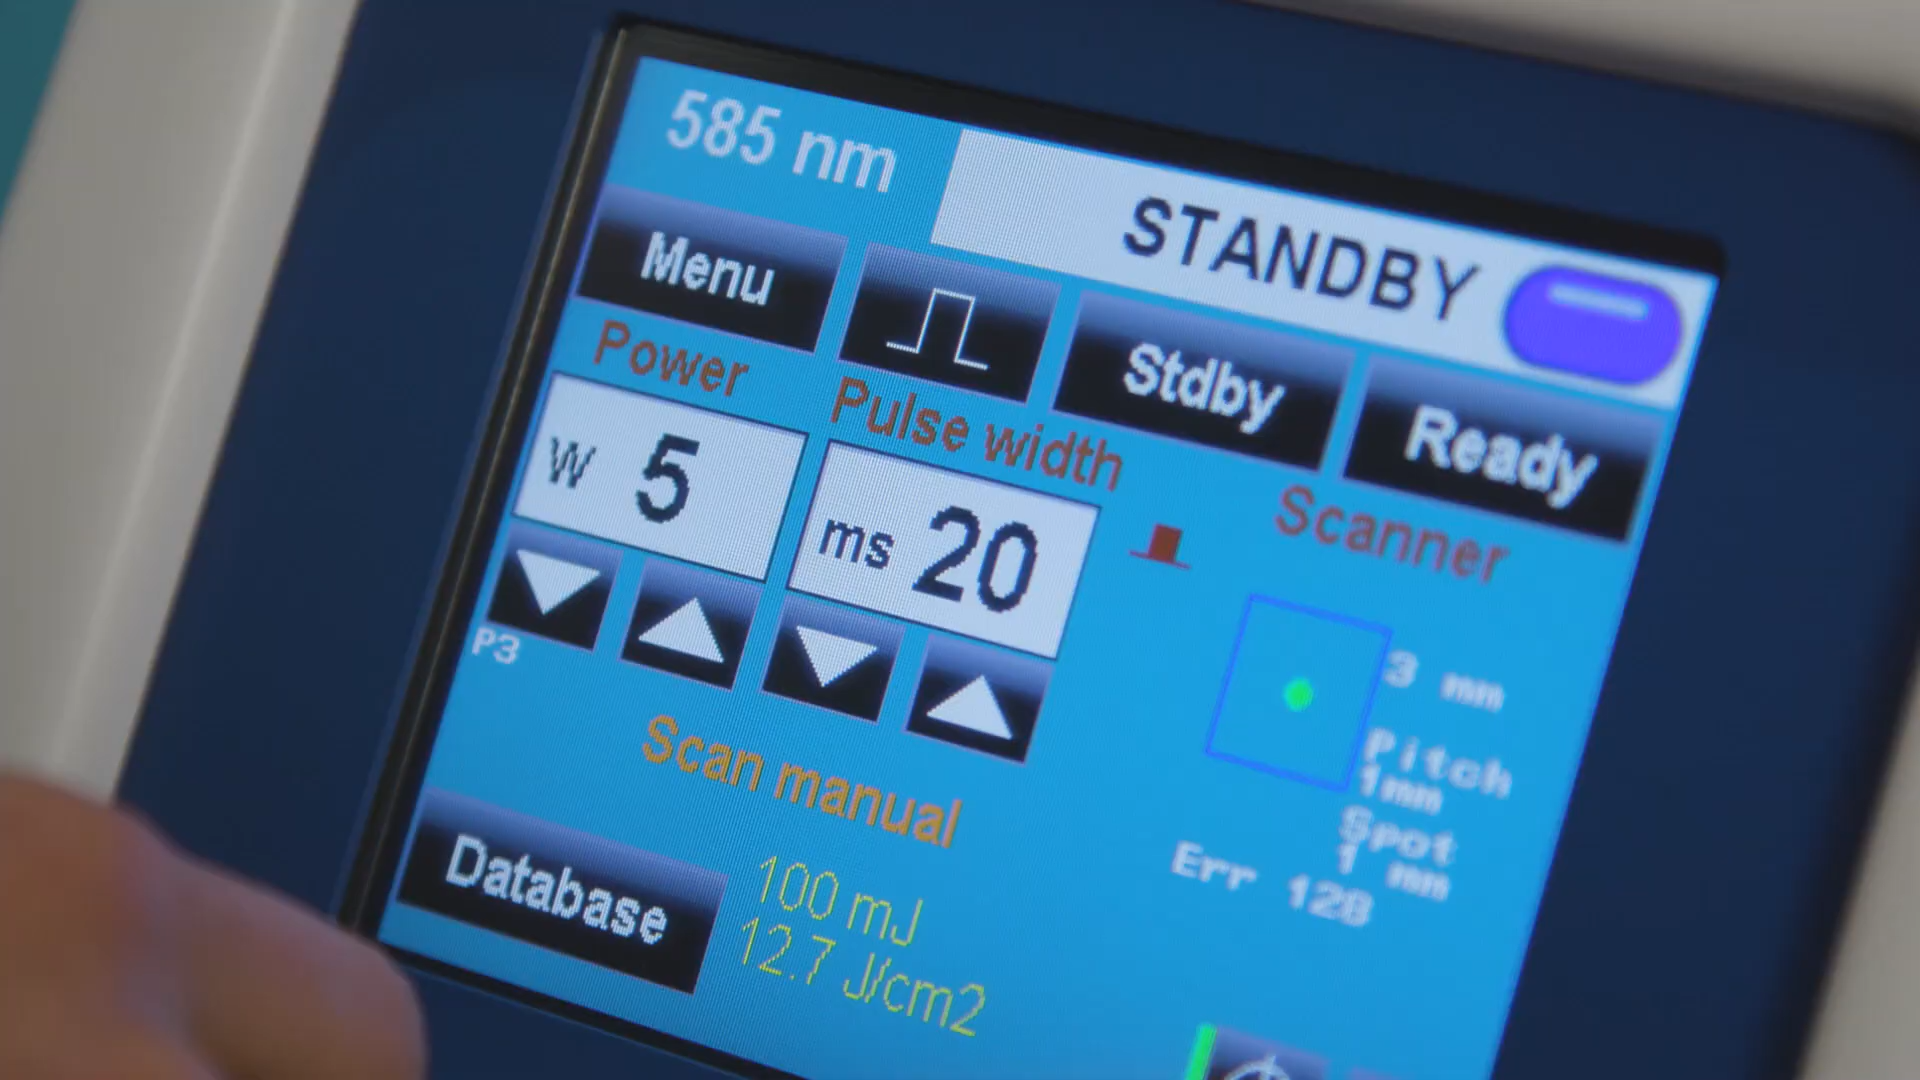 585 nm
STANDBY
Menu
Stdby
Ready
Power
Pulse width
Scanner
W 5
ms 20
P3
3 mm
Pitch
1mm
Spot
1 mm
Scan manual
Err 128
Database
100 mJ
12.7 J/cm2